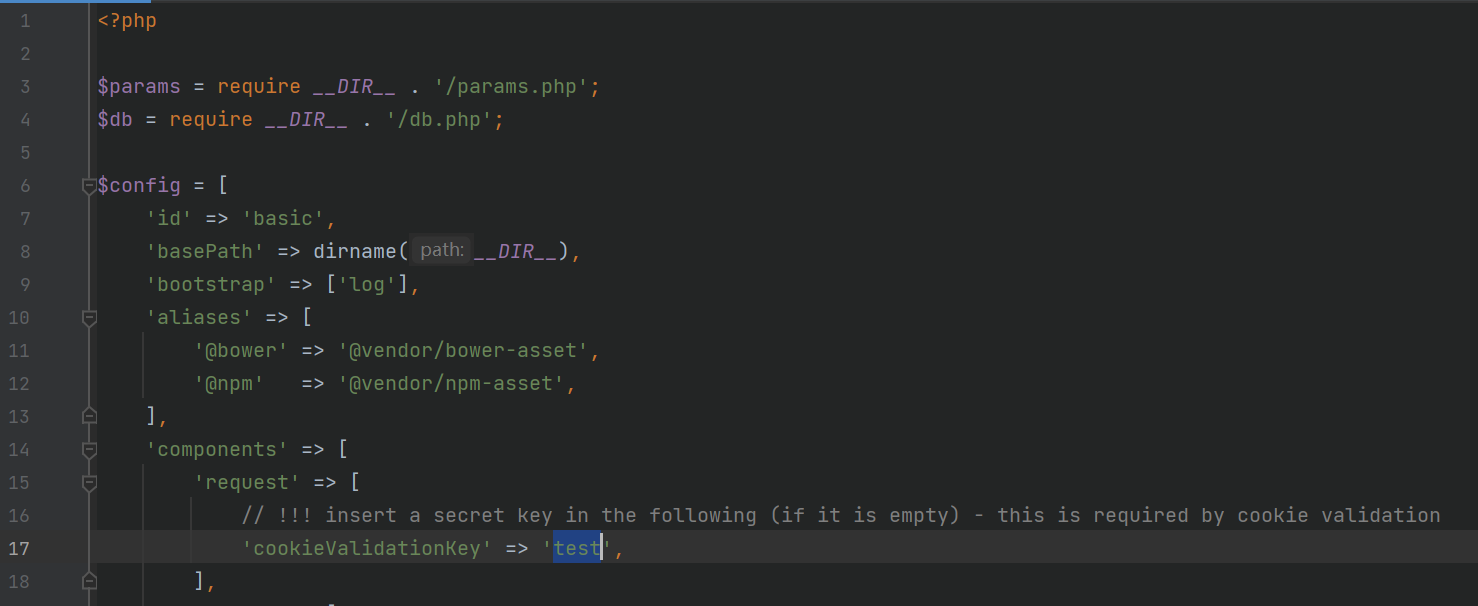 1 <?php
2
3 $params = require __DIR__ . '/params.php';
4 $db = require __DIR__ . '/db.php';
5
6 $config = [
7     'id' => 'basic',
8     'basePath' => dirname( path: __DIR__),
9     'bootstrap' => ['log'],
10     'aliases' => [
11         '@bower' => '@vendor/bower-asset',
12         '@npm'   => '@vendor/npm-asset',
13     ],
14     'components' => [
15         'request' => [
16             // !!! insert a secret key in the following (if it is empty) - this is required by cookie validation
17             'cookieValidationKey' => 'test',
18         ],